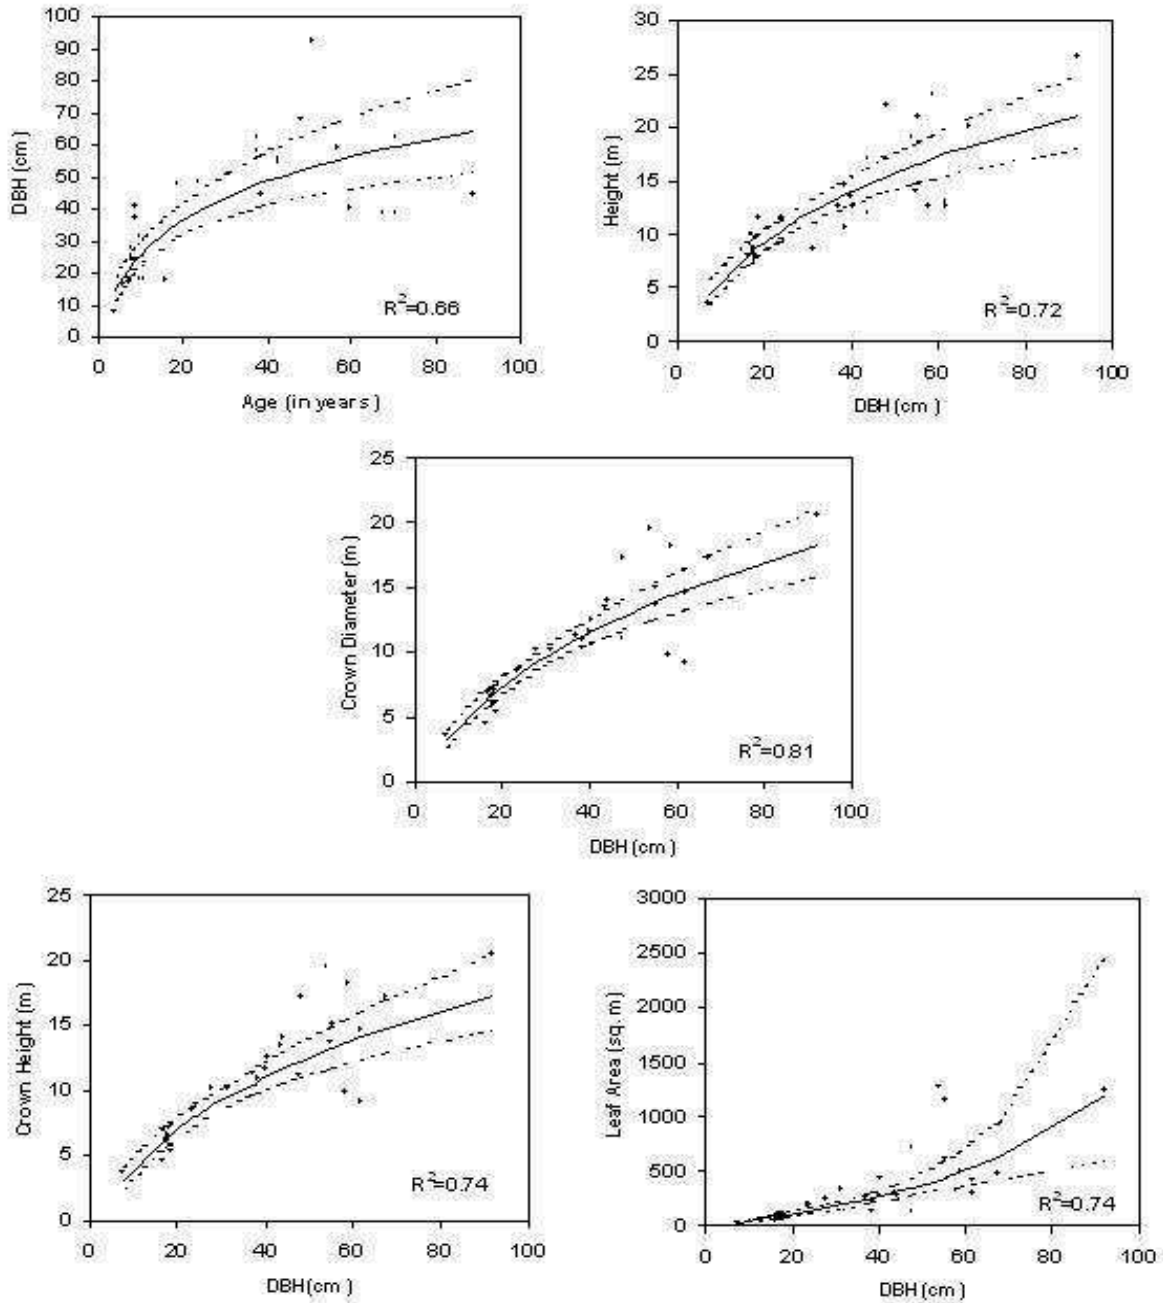 100
90
80
70
60
50
40
30
20
10
0
DBH (cm)
R²=0.66
0 20 40 60 80 100
Age (in years)
30
25
20
15
10
5
0
Height (m)
R²=0.72
0 20 40 60 80 100
DBH (cm)
25
20
15
10
5
0
Crown Diameter (m)
R²=0.81
0 20 40 60 80 100
DBH (cm)
25
20
15
10
5
0
Crown Height (m)
R²=0.74
0 20 40 60 80 100
DBH (cm)
3000
2500
2000
1500
1000
500
0
Leaf Area (sq. m)
R²=0.74
0 20 40 60 80 100
DBH (cm)